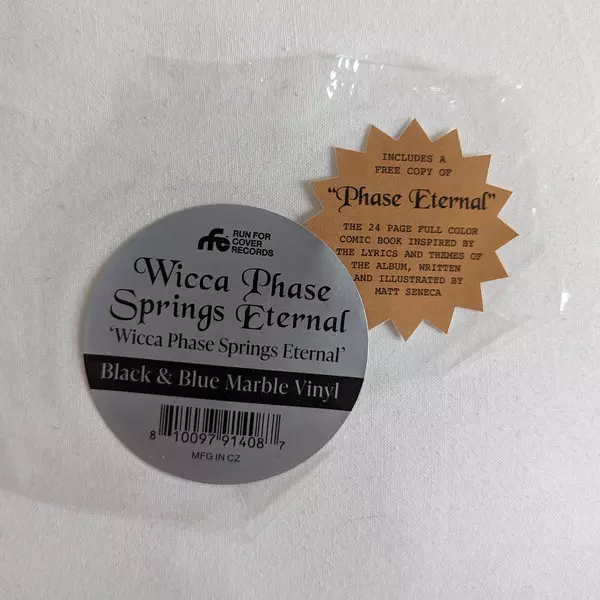 INCLUDES A
FREE COPY OF
"Phase Eternal"
THE 24 PAGE FULL COLOR
COMIC BOOK INSPIRED BY
THE LYRICS AND THEMES OF
THE ALBUM, WRITTEN
AND ILLUSTRATED BY
MATT SENECA
rfc RUN FOR
COVER
RECORDS
Wicca Phase
Springs Eternal
'Wicca Phase Springs Eternal'
Black & Blue Marble Vinyl
8 10097 91408 7
MFG IN CZ